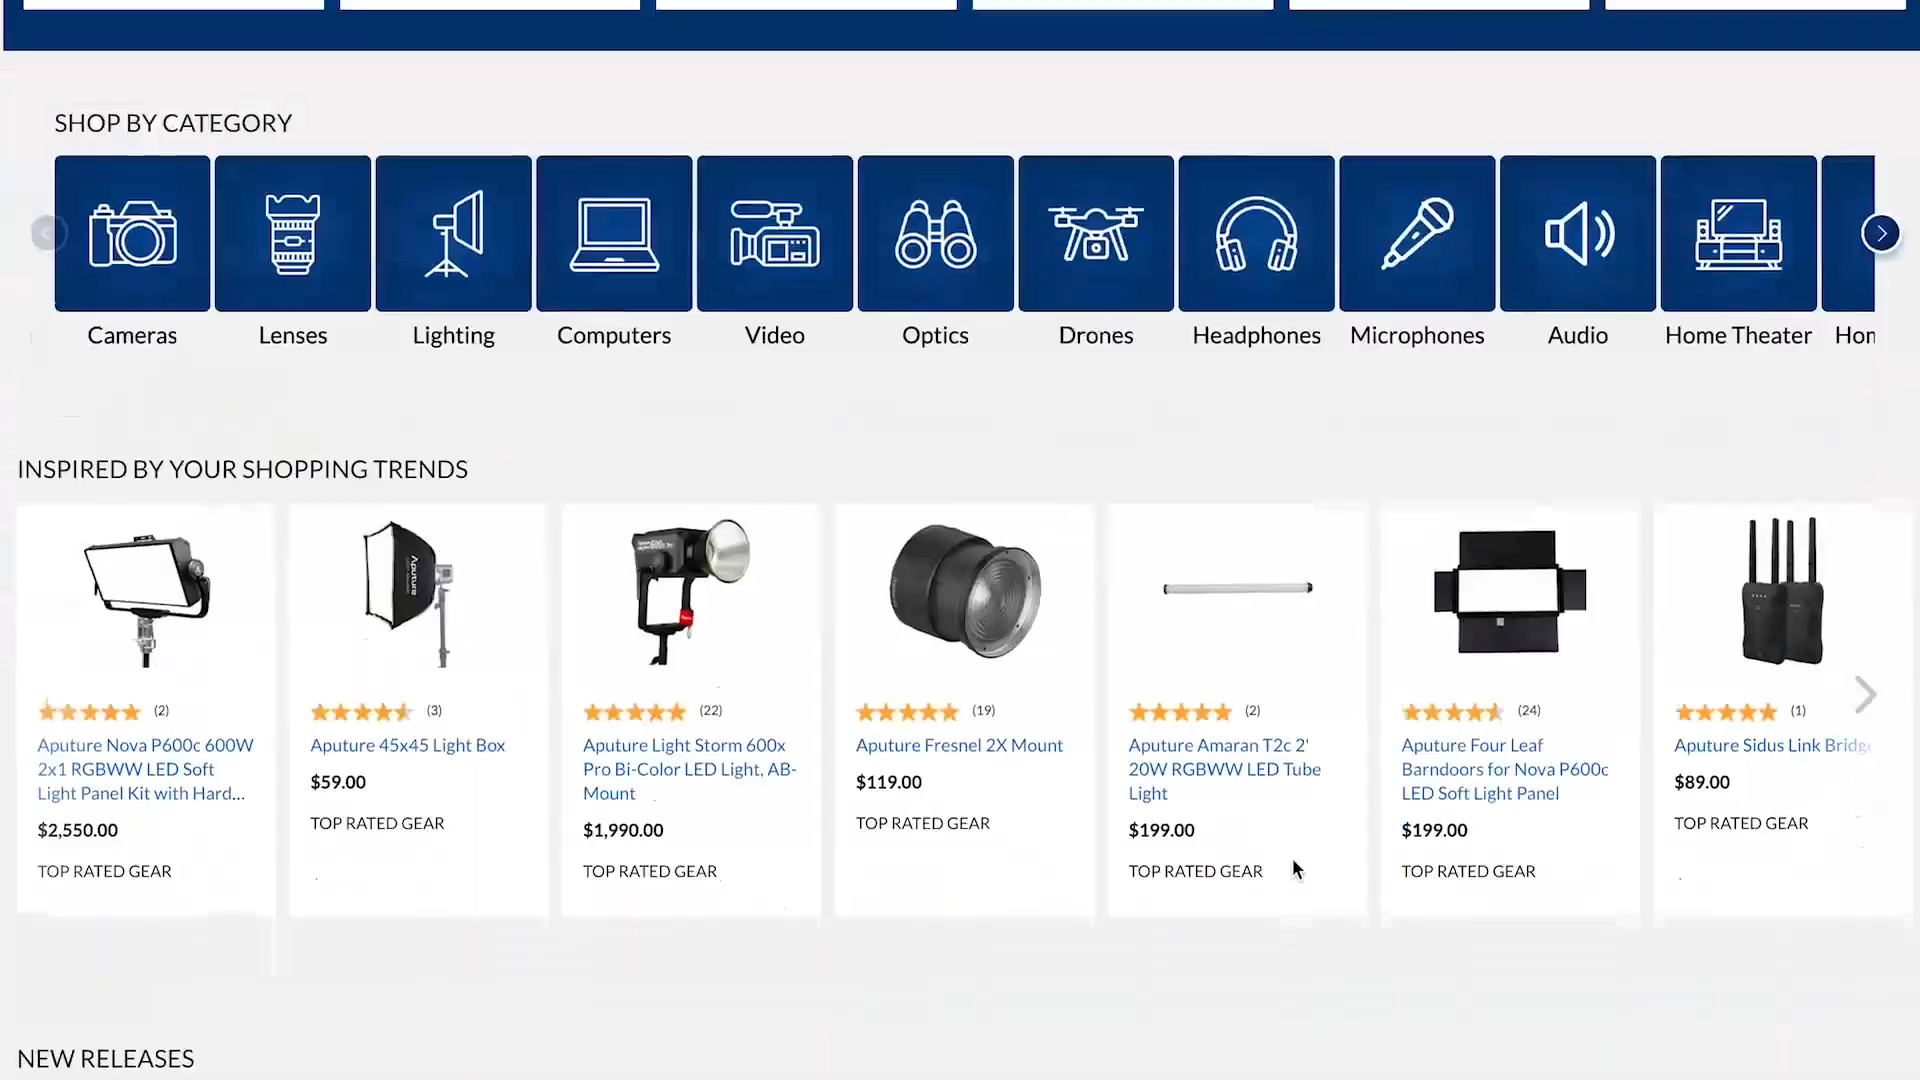 SHOP BY CATEGORY
Cameras
Lenses
Lighting
Computers
Video
Optics
Drones
Headphones
Microphones
Audio
Home Theater
INSPIRED BY YOUR SHOPPING TRENDS
(2)
Aputure Nova P600c 600W
2x1 RGBWW LED Soft
Light Panel Kit with Hard...
$2,550.00
TOP RATED GEAR
Aputure
(3)
Aputure 45x45 Light Box
$59.00
TOP RATED GEAR
(22)
Aputure Light Storm 600x
Pro Bi-Color LED Light, AB-
Mount
$1,990.00
TOP RATED GEAR
(19)
Aputure Fresnel 2X Mount
$119.00
TOP RATED GEAR
(2)
Aputure Amaran T2c 2'
20W RGBWW LED Tube
Light
$199.00
TOP RATED GEAR
(24)
Aputure Four Leaf
Barndoors for Nova P600c
LED Soft Light Panel
$199.00
TOP RATED GEAR
(1)
Aputure Sidus Link Bridge
$89.00
TOP RATED GEAR
NEW RELEASES